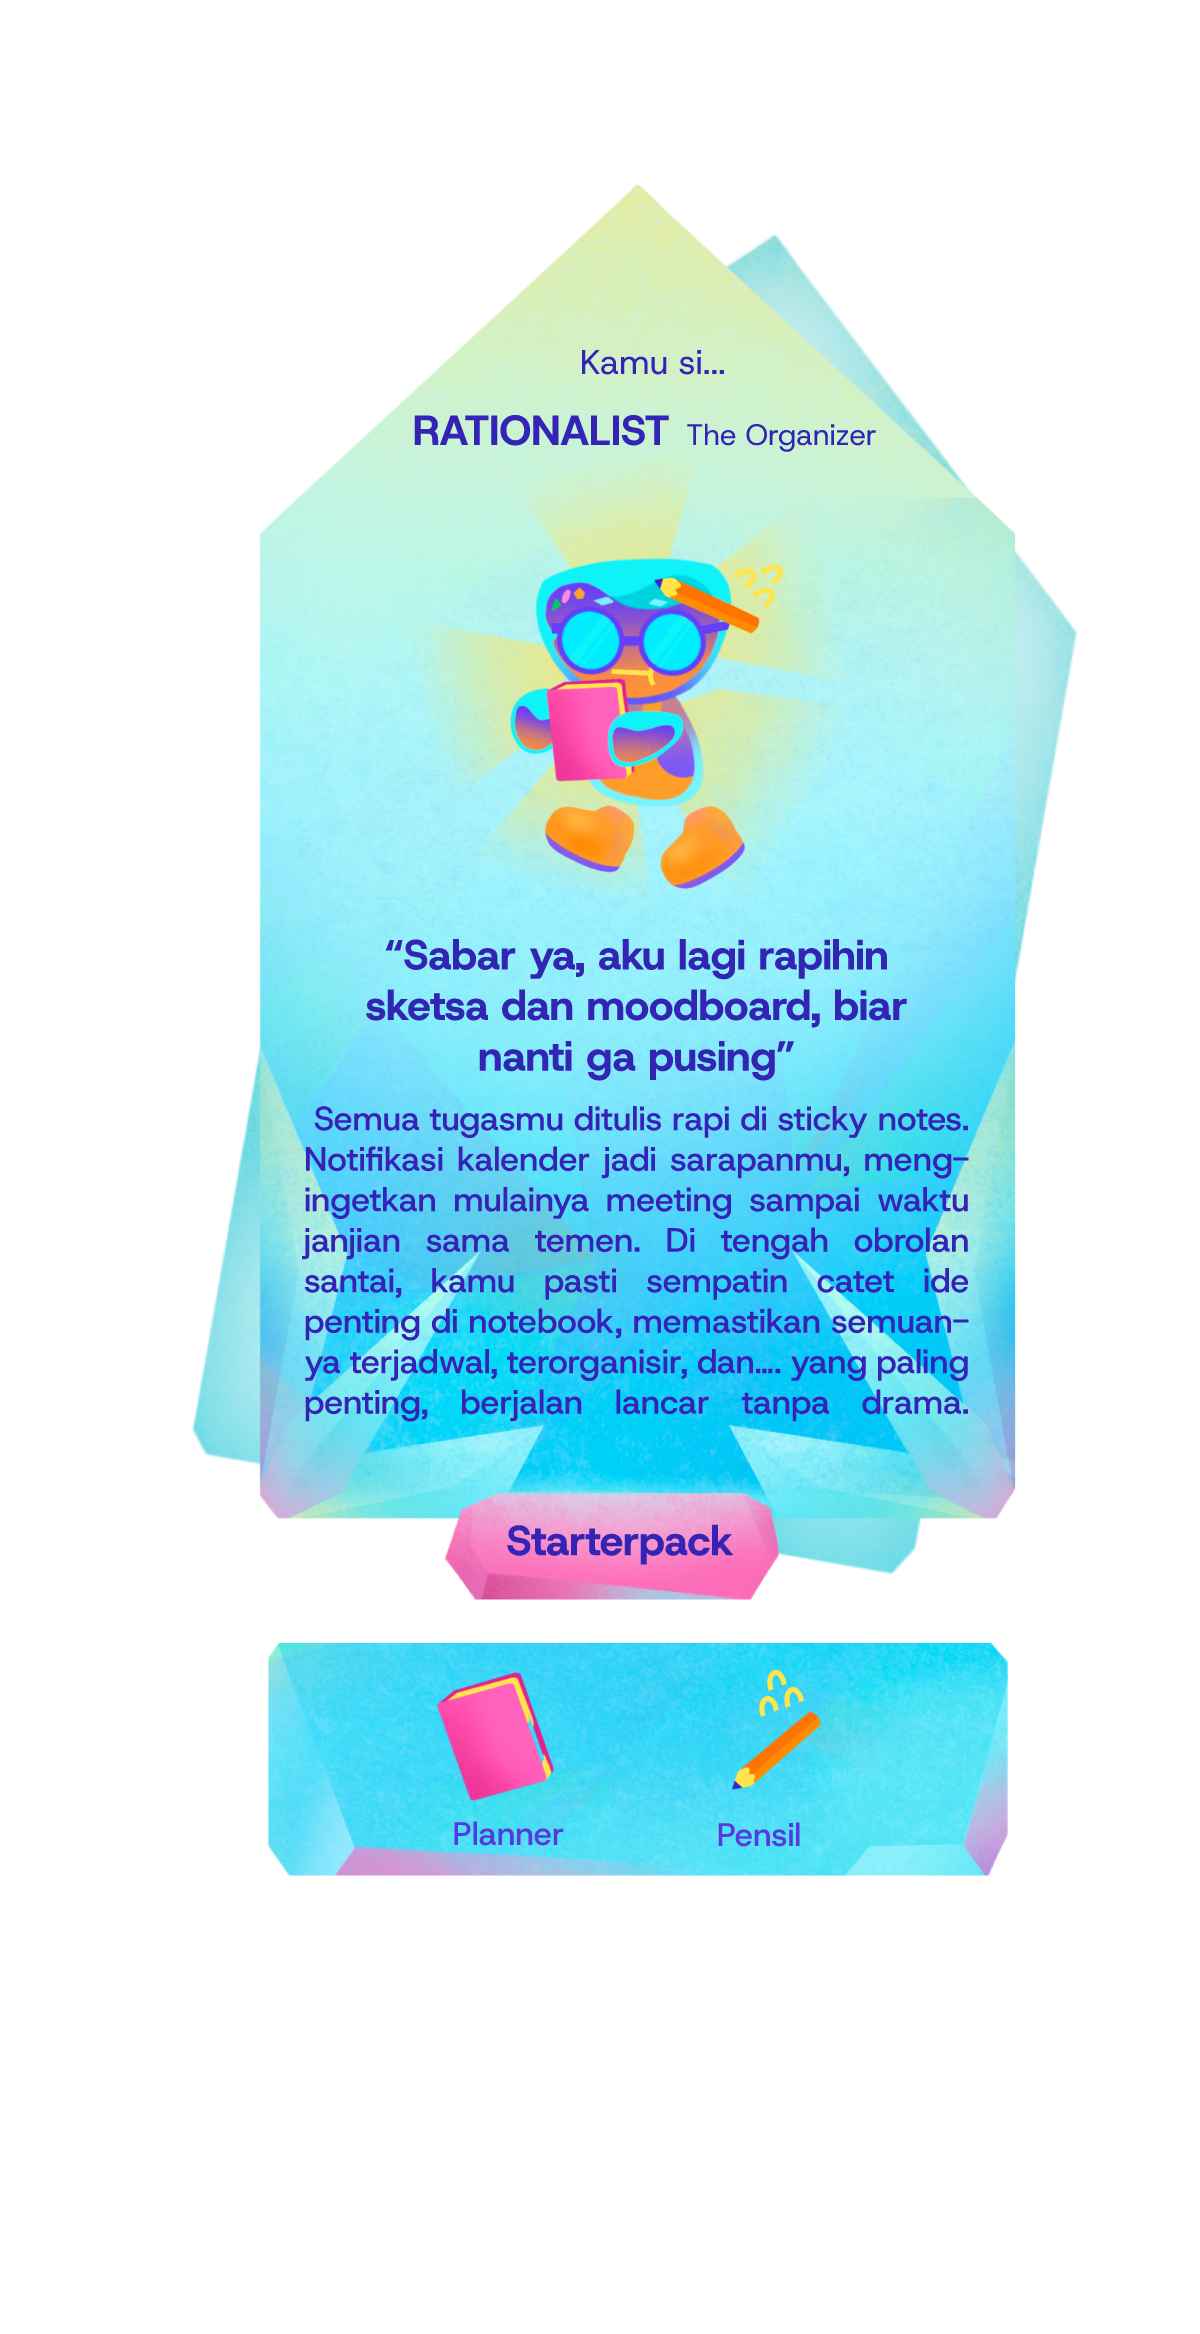 Kamu si...
RATIONALIST The Organizer
“Sabar ya, aku lagi rapihin
sketsa dan moodboard, biar
nanti ga pusing”
Semua tugasmu ditulis rapi di sticky notes.
Notifikasi kalender jadi sarapanmu, meng-
ingetkan mulainya meeting sampai waktu
janjian sama temen. Di tengah obrolan
santai, kamu pasti sempatin catet ide
penting di notebook, memastikan semuan-
ya terjadwal, terorganisir, dan.... yang paling
penting, berjalan lancar tanpa drama.
Starterpack
Planner
Pensil